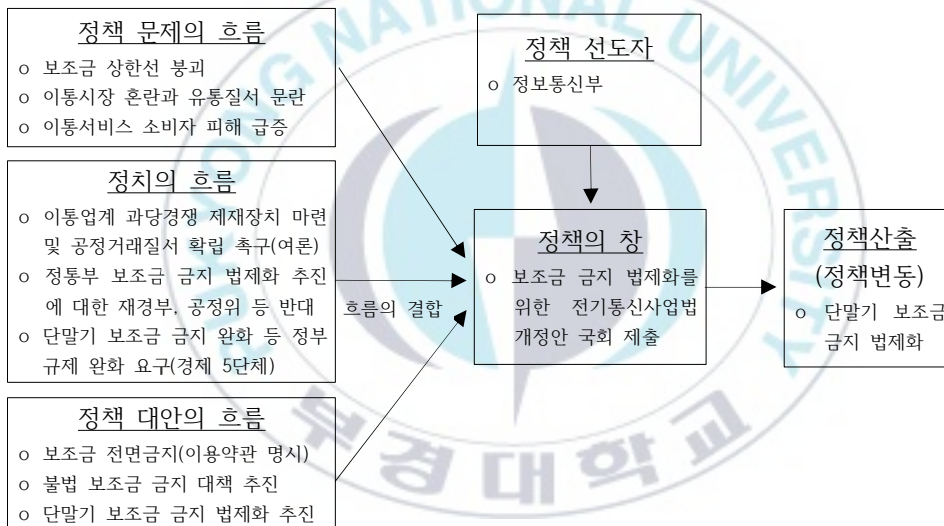 정책 문제의 흐름
o 보조금 상한선 붕괴
o 이통시장 혼란과 유통질서 문란
o 이통서비스 소비자 피해 급증
정치의 흐름
o 이통업계 과당경쟁 제재장치 마련
및 공정거래질서 확립 촉구(여론)
o 정통부 보조금 금지 법제화 추진
에 대한 재경부, 공정위 등 반대
o 단말기 보조금 금지 완화 등 정부
규제 완화 요구(경제 5단체)
정책 대안의 흐름
o 보조금 전면금지(이용약관 명시)
o 불법 보조금 금지 대책 추진
o 단말기 보조금 금지 법제화 추진
흐름의 결합
정책 선도자
o 정보통신부
정책의 창
o 보조금 금지 법제화를
위한 전기통신사업법
개정안 국회 제출
정책산출
(정책변동)
o 단말기 보조금
금지 법제화
PUKYONG NATIONAL UNIVERSITY
부경대학교